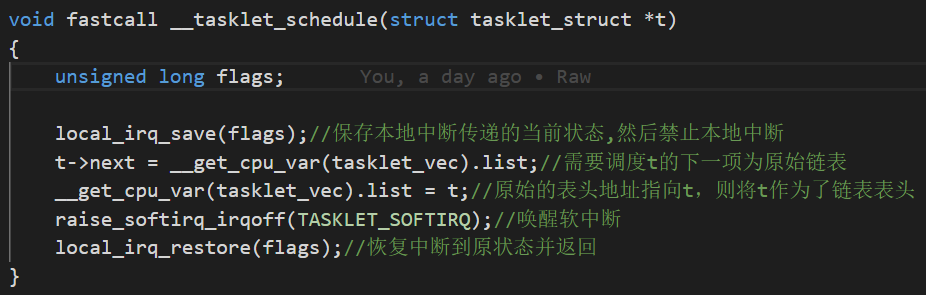 void fastcall __tasklet_schedule(struct tasklet_struct *t)
{
    unsigned long flags;      You, a day ago • Raw
    local_irq_save(flags);//保存本地中断传递的当前状态,然后禁止本地中断
    t->next = __get_cpu_var(tasklet_vec).list;//需要调度t的下一项为原始链表
    __get_cpu_var(tasklet_vec).list = t;//原始的表头地址指向t，则将t作为了链表表头
    raise_softirq_irqoff(TASKLET_SOFTIRQ);//唤醒软中断
    local_irq_restore(flags);//恢复中断到原状态并返回
}